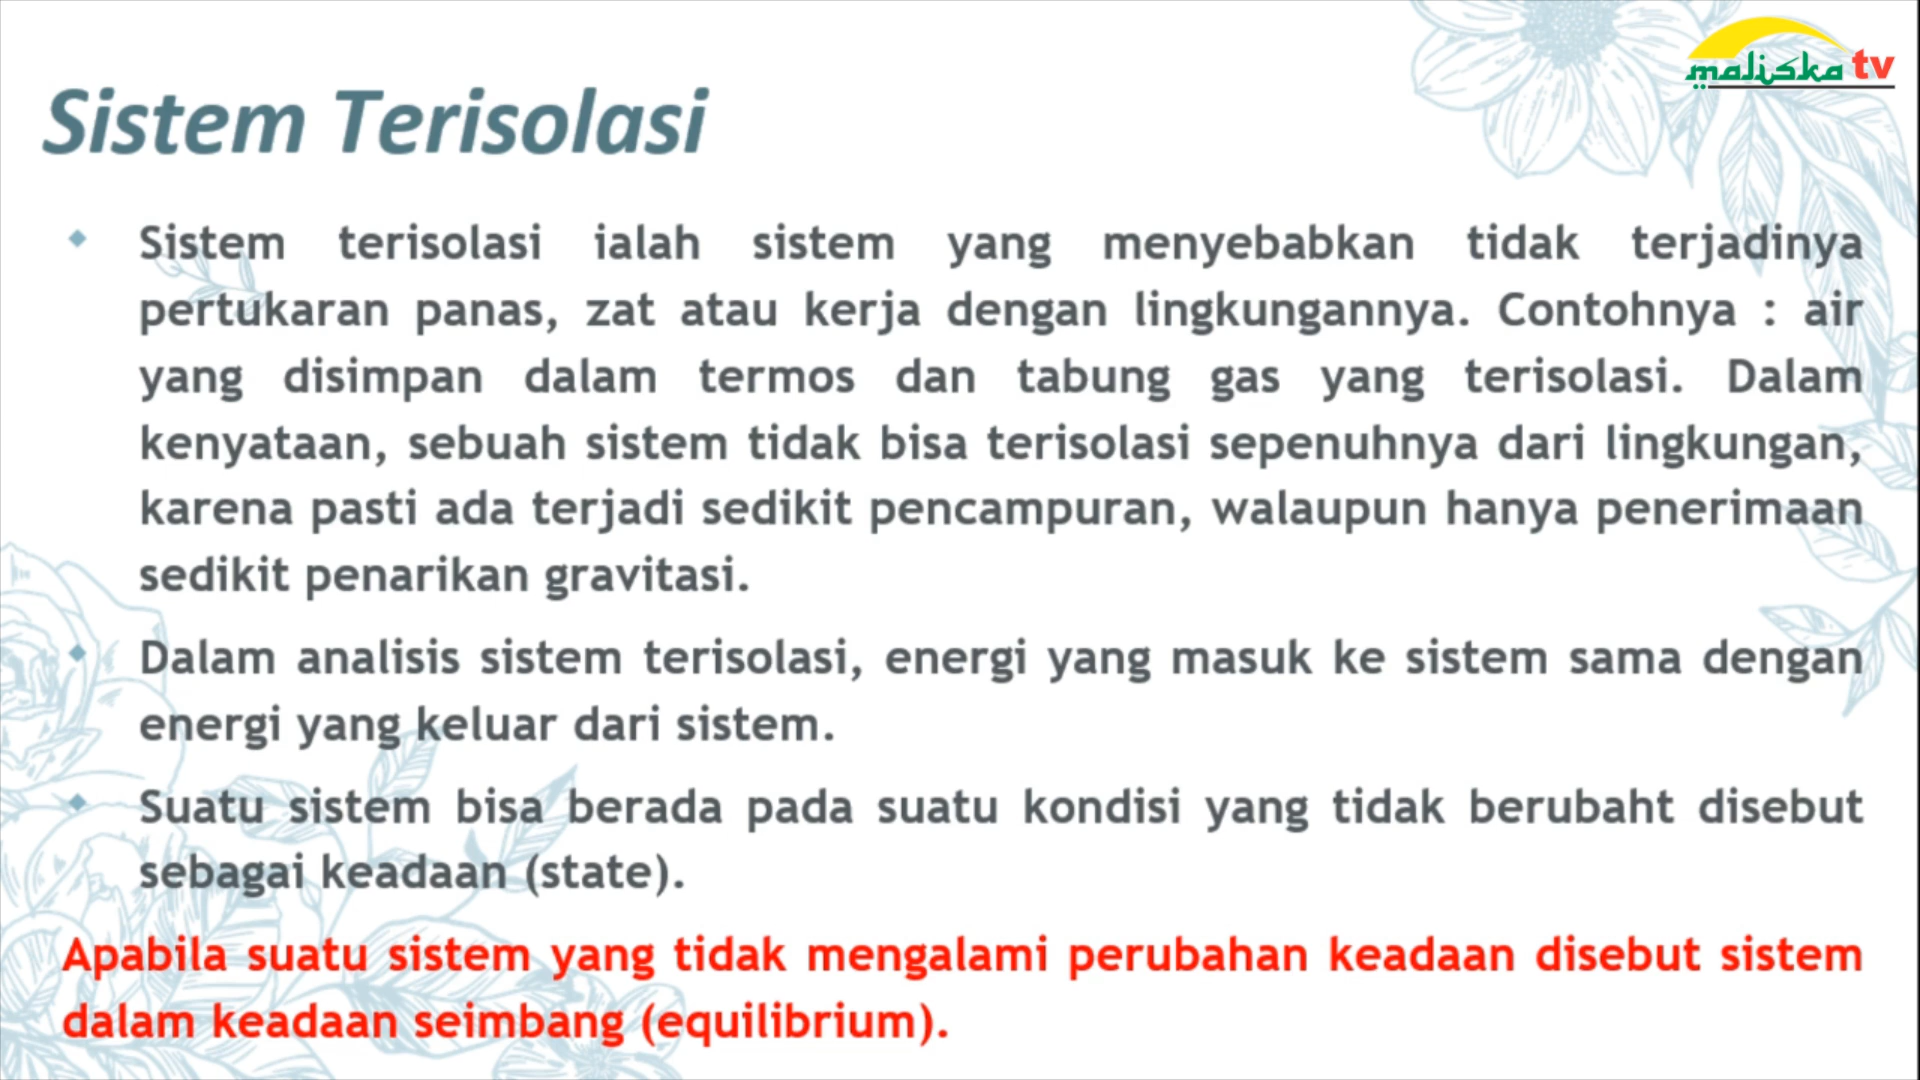 maliska tv
Sistem Terisolasi
Sistem terisolasi ialah sistem yang menyebabkan tidak terjadinya
pertukaran panas, zat atau kerja dengan lingkungannya. Contohnya : air
yang disimpan dalam termos dan tabung gas yang terisolasi. Dalam
kenyataan, sebuah sistem tidak bisa terisolasi sepenuhnya dari lingkungan,
karena pasti ada terjadi sedikit pencampuran, walaupun hanya penerimaan
sedikit penarikan gravitasi.
Dalam analisis sistem terisolasi, energi yang masuk ke sistem sama dengan
energi yang keluar dari sistem.
Suatu sistem bisa berada pada suatu kondisi yang tidak berubaht disebut
sebagai keadaan (state).
Apabila suatu sistem yang tidak mengalami perubahan keadaan disebut sistem
dalam keadaan seimbang (equilibrium).